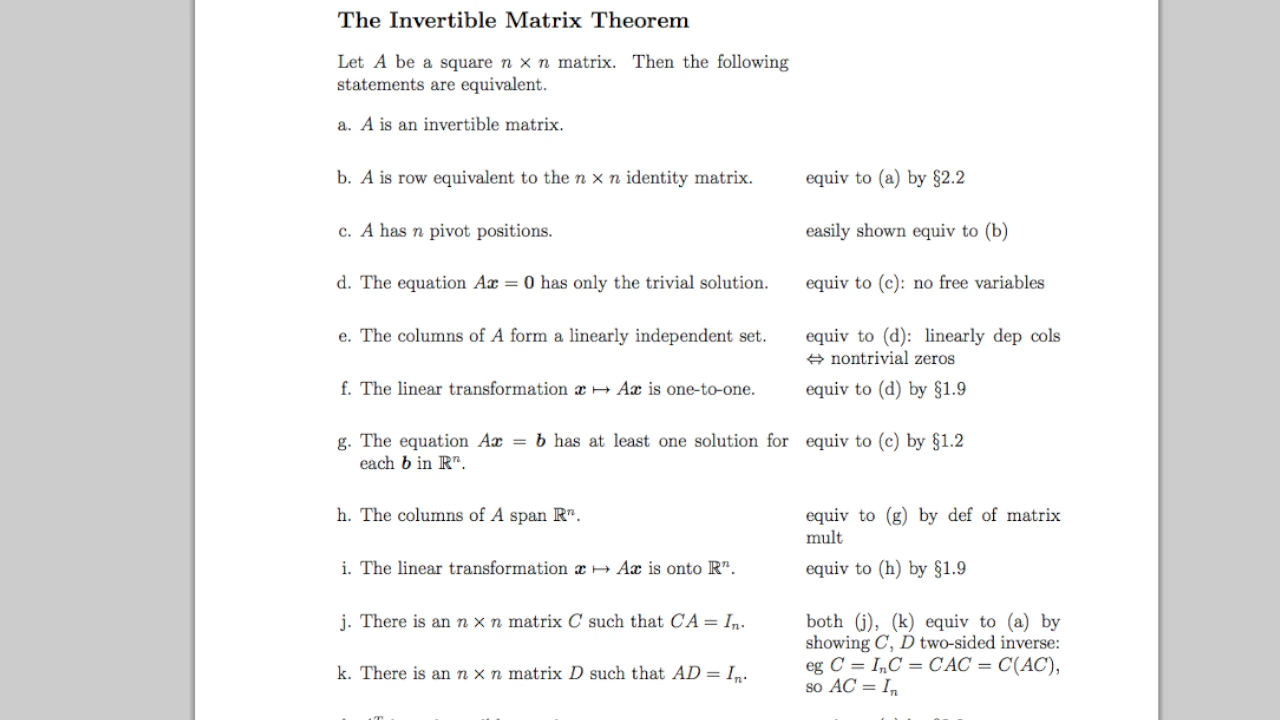 The Invertible Matrix Theorem
Let A be a square n × n matrix. Then the following
statements are equivalent.
a. A is an invertible matrix.
b. A is row equivalent to the n × n identity matrix.
equiv to (a) by §2.2
c. A has n pivot positions.
easily shown equiv to (b)
d. The equation Ax = 0 has only the trivial solution.
equiv to (c): no free variables
e. The columns of A form a linearly independent set.
equiv to (d): linearly dep cols
⇔ nontrivial zeros
f. The linear transformation x ↦ Ax is one-to-one.
equiv to (d) by §1.9
g. The equation Ax = b has at least one solution for
each b in ℝⁿ.
equiv to (c) by §1.2
h. The columns of A span ℝⁿ.
equiv to (g) by def of matrix
mult
i. The linear transformation x ↦ Ax is onto ℝⁿ.
equiv to (h) by §1.9
j. There is an n × n matrix C such that CA = Iₙ.
k. There is an n × n matrix D such that AD = Iₙ.
both (j), (k) equiv to (a) by
showing C, D two-sided inverse:
eg C = IₙC = CAC = C(AC),
so AC = Iₙ